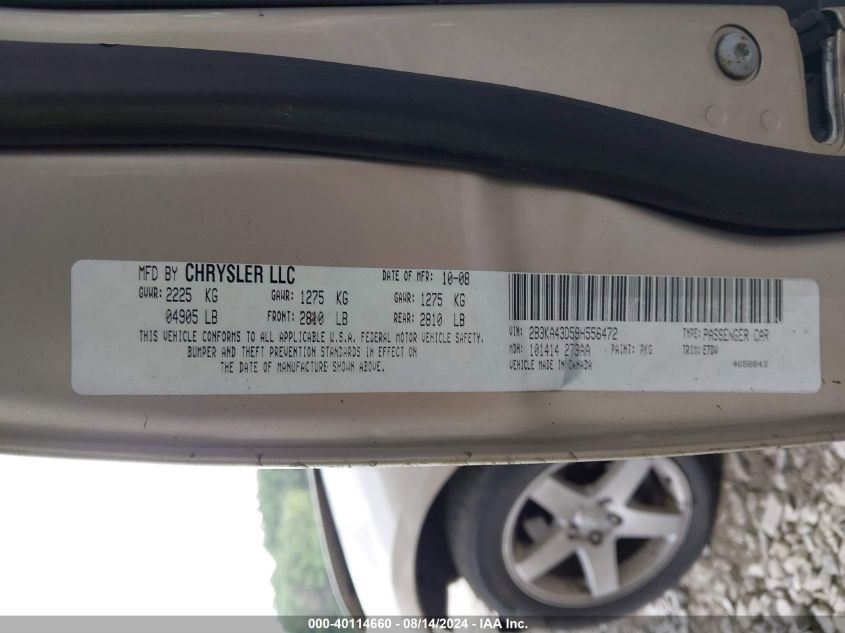 MFD BY CHRYSLER LLC DATE OF MFR: 10-08
GVWR: 2225 KG GAWR: 1275 KG GAWR: 1275 KG
04905 LB FRONT: 2810 LB REAR: 2810 LB
THIS VEHICLE CONFORMS TO ALL APPLICABLE U.S.A. FEDERAL MOTOR VEHICLE SAFETY,
BUMPER AND THEFT PREVENTION STANDARDS IN EFFECT ON
THE DATE OF MANUFACTURE SHOWN ABOVE.
VIN: 2B3KA43D59H556472 TYPE: PASSENGER CAR
MDH: 101414 273AA PAINT: PKG TRIM: E7DV
VEHICLE MADE IN CANADA 4656043
000-40114660 - 08/14/2024 - IAA Inc.